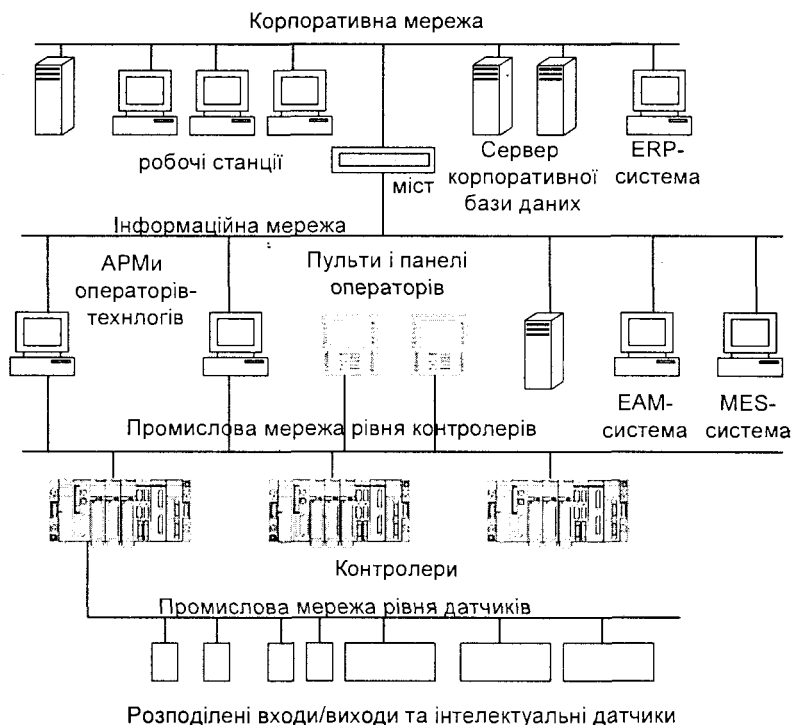 Корпоративна мережа
робочі станції
міст
Сервер
корпоративної
бази даних
ERP-
система
Інформаційна мережа
АРМи
операторів-
технлогів
Пульти і панелі
операторів
EAM-
система
MES-
система
Промислова мережа рівня контролерів
Контролери
Промислова мережа рівня датчиків
Розподілені входи/виходи та інтелектуальні датчики